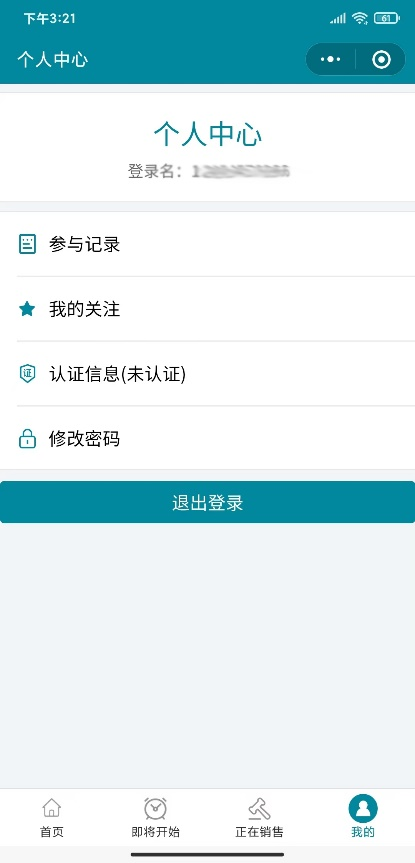 下午3:21
61
个人中心
个人中心
登录名：
参与记录
我的关注
证
认证信息(未认证)
修改密码
退出登录
首页
即将开始
正在销售
我的